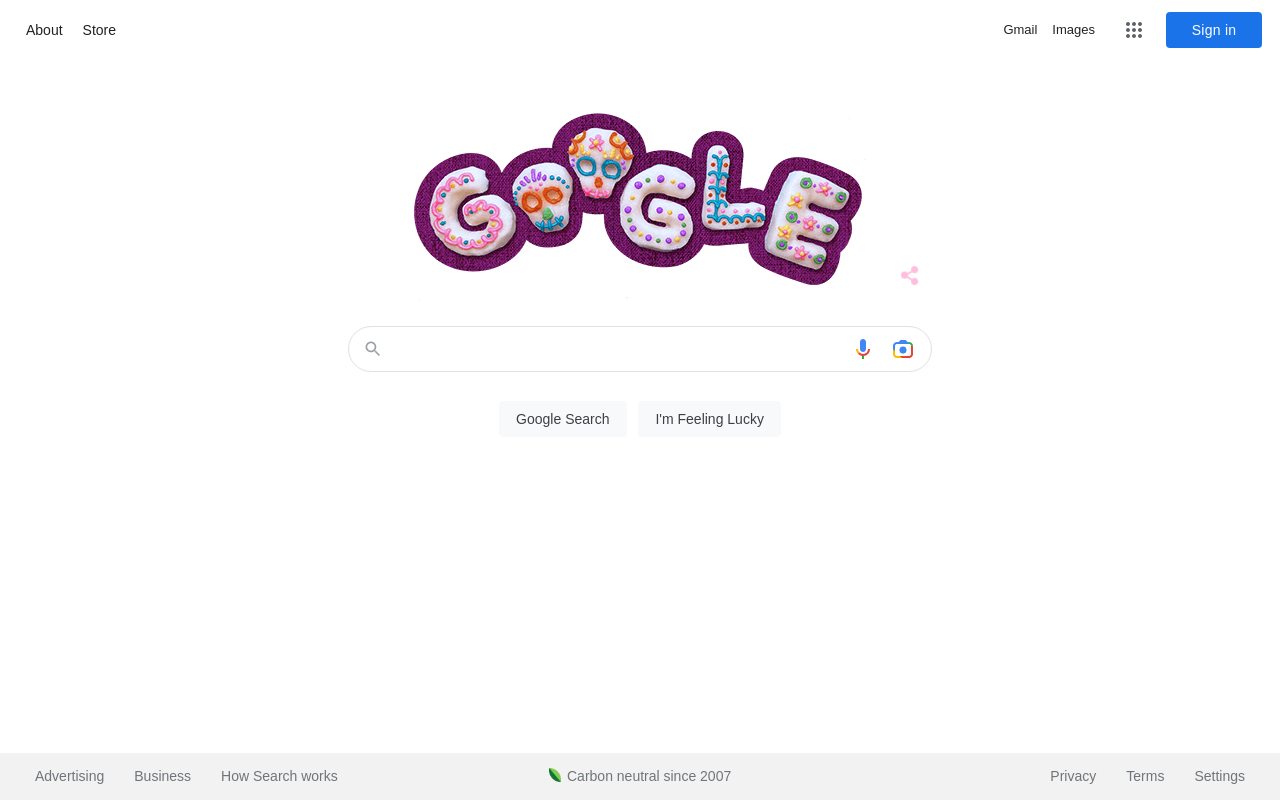 About Store Gmail Images Sign in
GOOGLE
Google Search I'm Feeling Lucky
Advertising Business How Search works Carbon neutral since 2007 Privacy Terms Settings